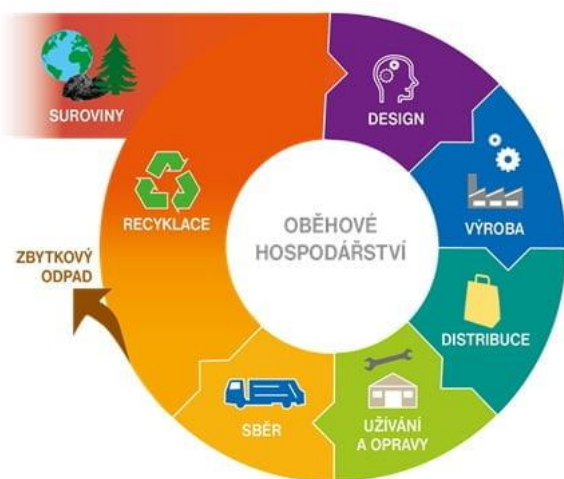 SUROVINY
DESIGN
RECYKLACE
OBĚHOVÉ
HOSPODÁŘSTVÍ
VÝROBA
ZBYTKOVÝ
ODPAD
DISTRIBUCE
SBĚR
UŽÍVÁNÍ
A OPRAVY